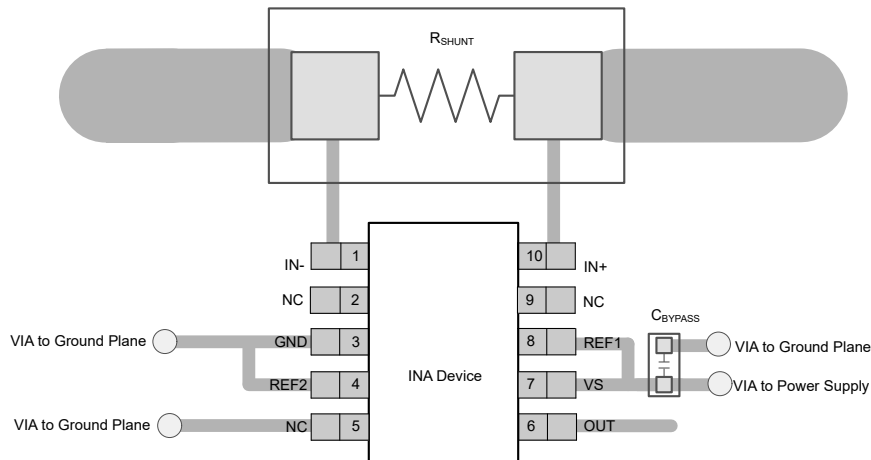 RSHUNT
1
10
IN-
IN+
NC
2
9
NC
CBYPASS
VIA to Ground Plane
GND
3
8
REF1
VIA to Ground Plane
INA Device
REF2
4
7
VS
VIA to Power Supply
VIA to Ground Plane
NC
5
6
OUT